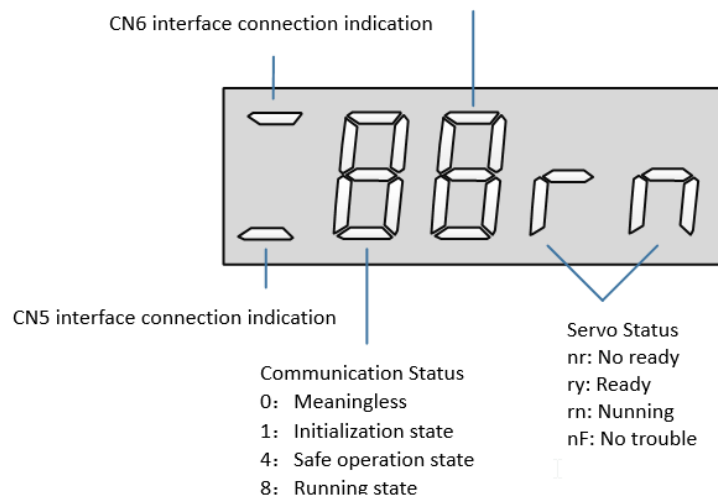 CN6 interface connection indication
88rn
CN5 interface connection indication
Communication Status
0: Meaningless
1: Initialization state
4: Safe operation state
8: Running state
Servo Status
nr: No ready
ry: Ready
rn: Nunning
nF: No trouble